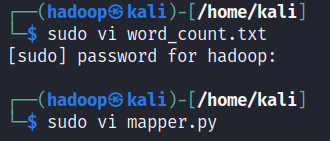 ┌──(hadoop㉿kali)-[/home/kali]
└─$ sudo vi word_count.txt
[sudo] password for hadoop:
┌──(hadoop㉿kali)-[/home/kali]
└─$ sudo vi mapper.py